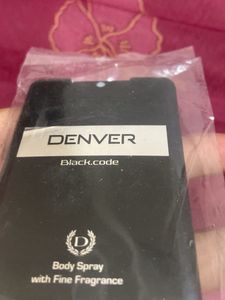 DENVER
Black.code
D
Body Spray
with Fine Fragrance